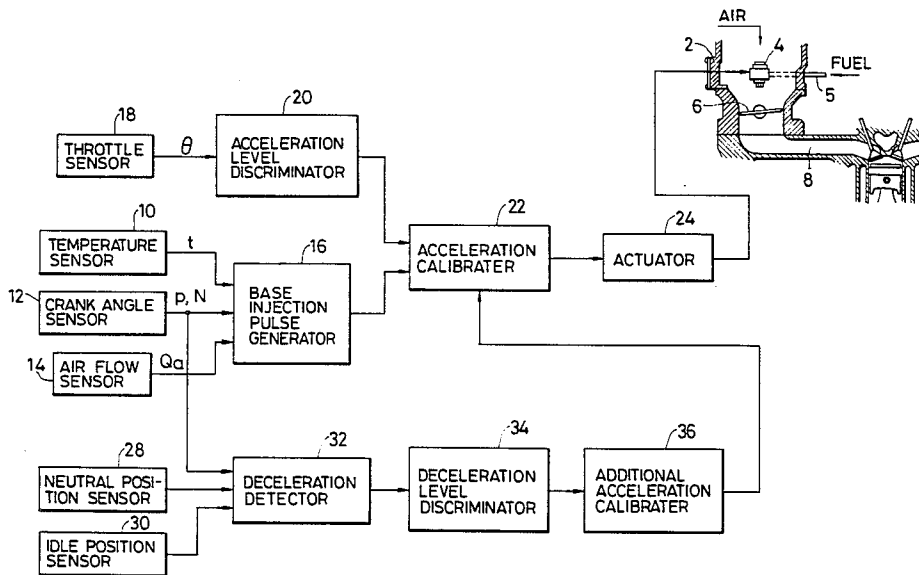 AIR
2
4
FUEL
5
6
8
18
THROTTLE
SENSOR
θ
20
ACCELERATION
LEVEL
DISCRIMINATOR
10
TEMPERATURE
SENSOR
t
12
CRANK ANGLE
SENSOR
P, N
14
AIR FLOW
SENSOR
Qa
16
BASE
INJECTION
PULSE
GENERATOR
22
ACCELERATION
CALIBRATER
24
ACTUATOR
28
NEUTRAL POSI-
TION SENSOR
30
IDLE POSITION
SENSOR
32
DECELERATION
DETECTOR
34
DECELERATION
LEVEL
DISCRIMINATOR
36
ADDITIONAL
ACCELERATION
CALIBRATER